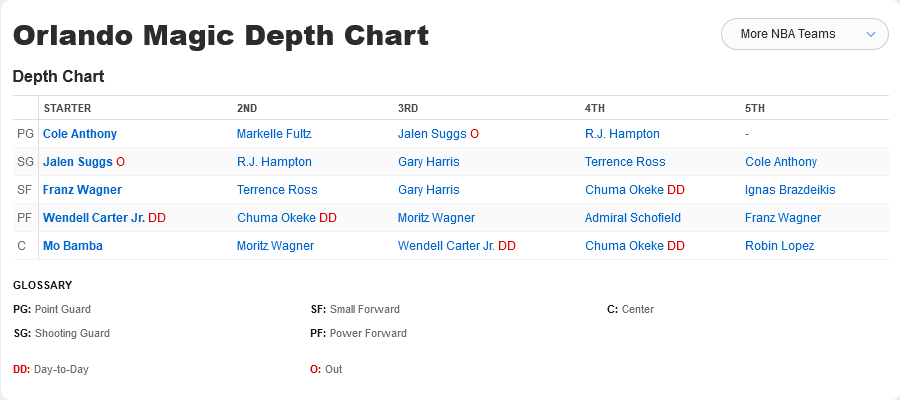 Orlando Magic Depth Chart
More NBA Teams
Depth Chart
STARTER 2ND 3RD 4TH 5TH
PG Cole Anthony Markelle Fultz Jalen Suggs O R.J. Hampton -
SG Jalen Suggs O R.J. Hampton Gary Harris Terrence Ross Cole Anthony
SF Franz Wagner Terrence Ross Gary Harris Chuma Okeke DD Ignas Brazdeikis
PF Wendell Carter Jr. DD Chuma Okeke DD Moritz Wagner Admiral Schofield Franz Wagner
C Mo Bamba Moritz Wagner Wendell Carter Jr. DD Chuma Okeke DD Robin Lopez
GLOSSARY
PG: Point Guard SF: Small Forward C: Center
SG: Shooting Guard PF: Power Forward
DD: Day-to-Day O: Out